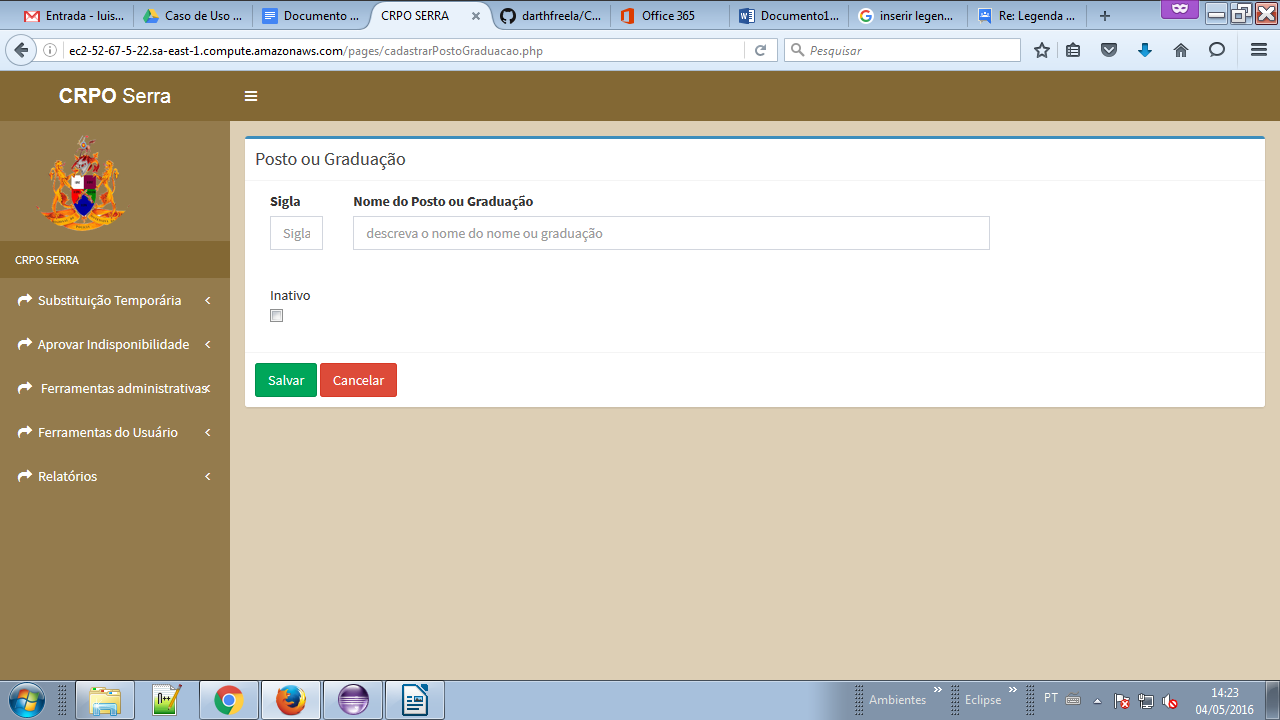 Entrada - luis...
Caso de Uso ...
Documento ...
CRPO SERRA
darthfreela/C...
Office 365
Documento1...
inserir legen...
Re: Legenda ...
ec2-52-67-5-22.sa-east-1.compute.amazonaws.com/pages/cadastrarPostoGraduacao.php
Pesquisar
CRPO Serra
CRPO SERRA
Substituição Temporária
Aprovar Indisponibilidade
Ferramentas administrativas
Ferramentas do Usuário
Relatórios
Posto ou Graduação
Sigla
Nome do Posto ou Graduação
Sigla
descreva o nome do nome ou graduação
Inativo
Salvar
Cancelar
Ambientes
Eclipse
PT
14:23
04/05/2016